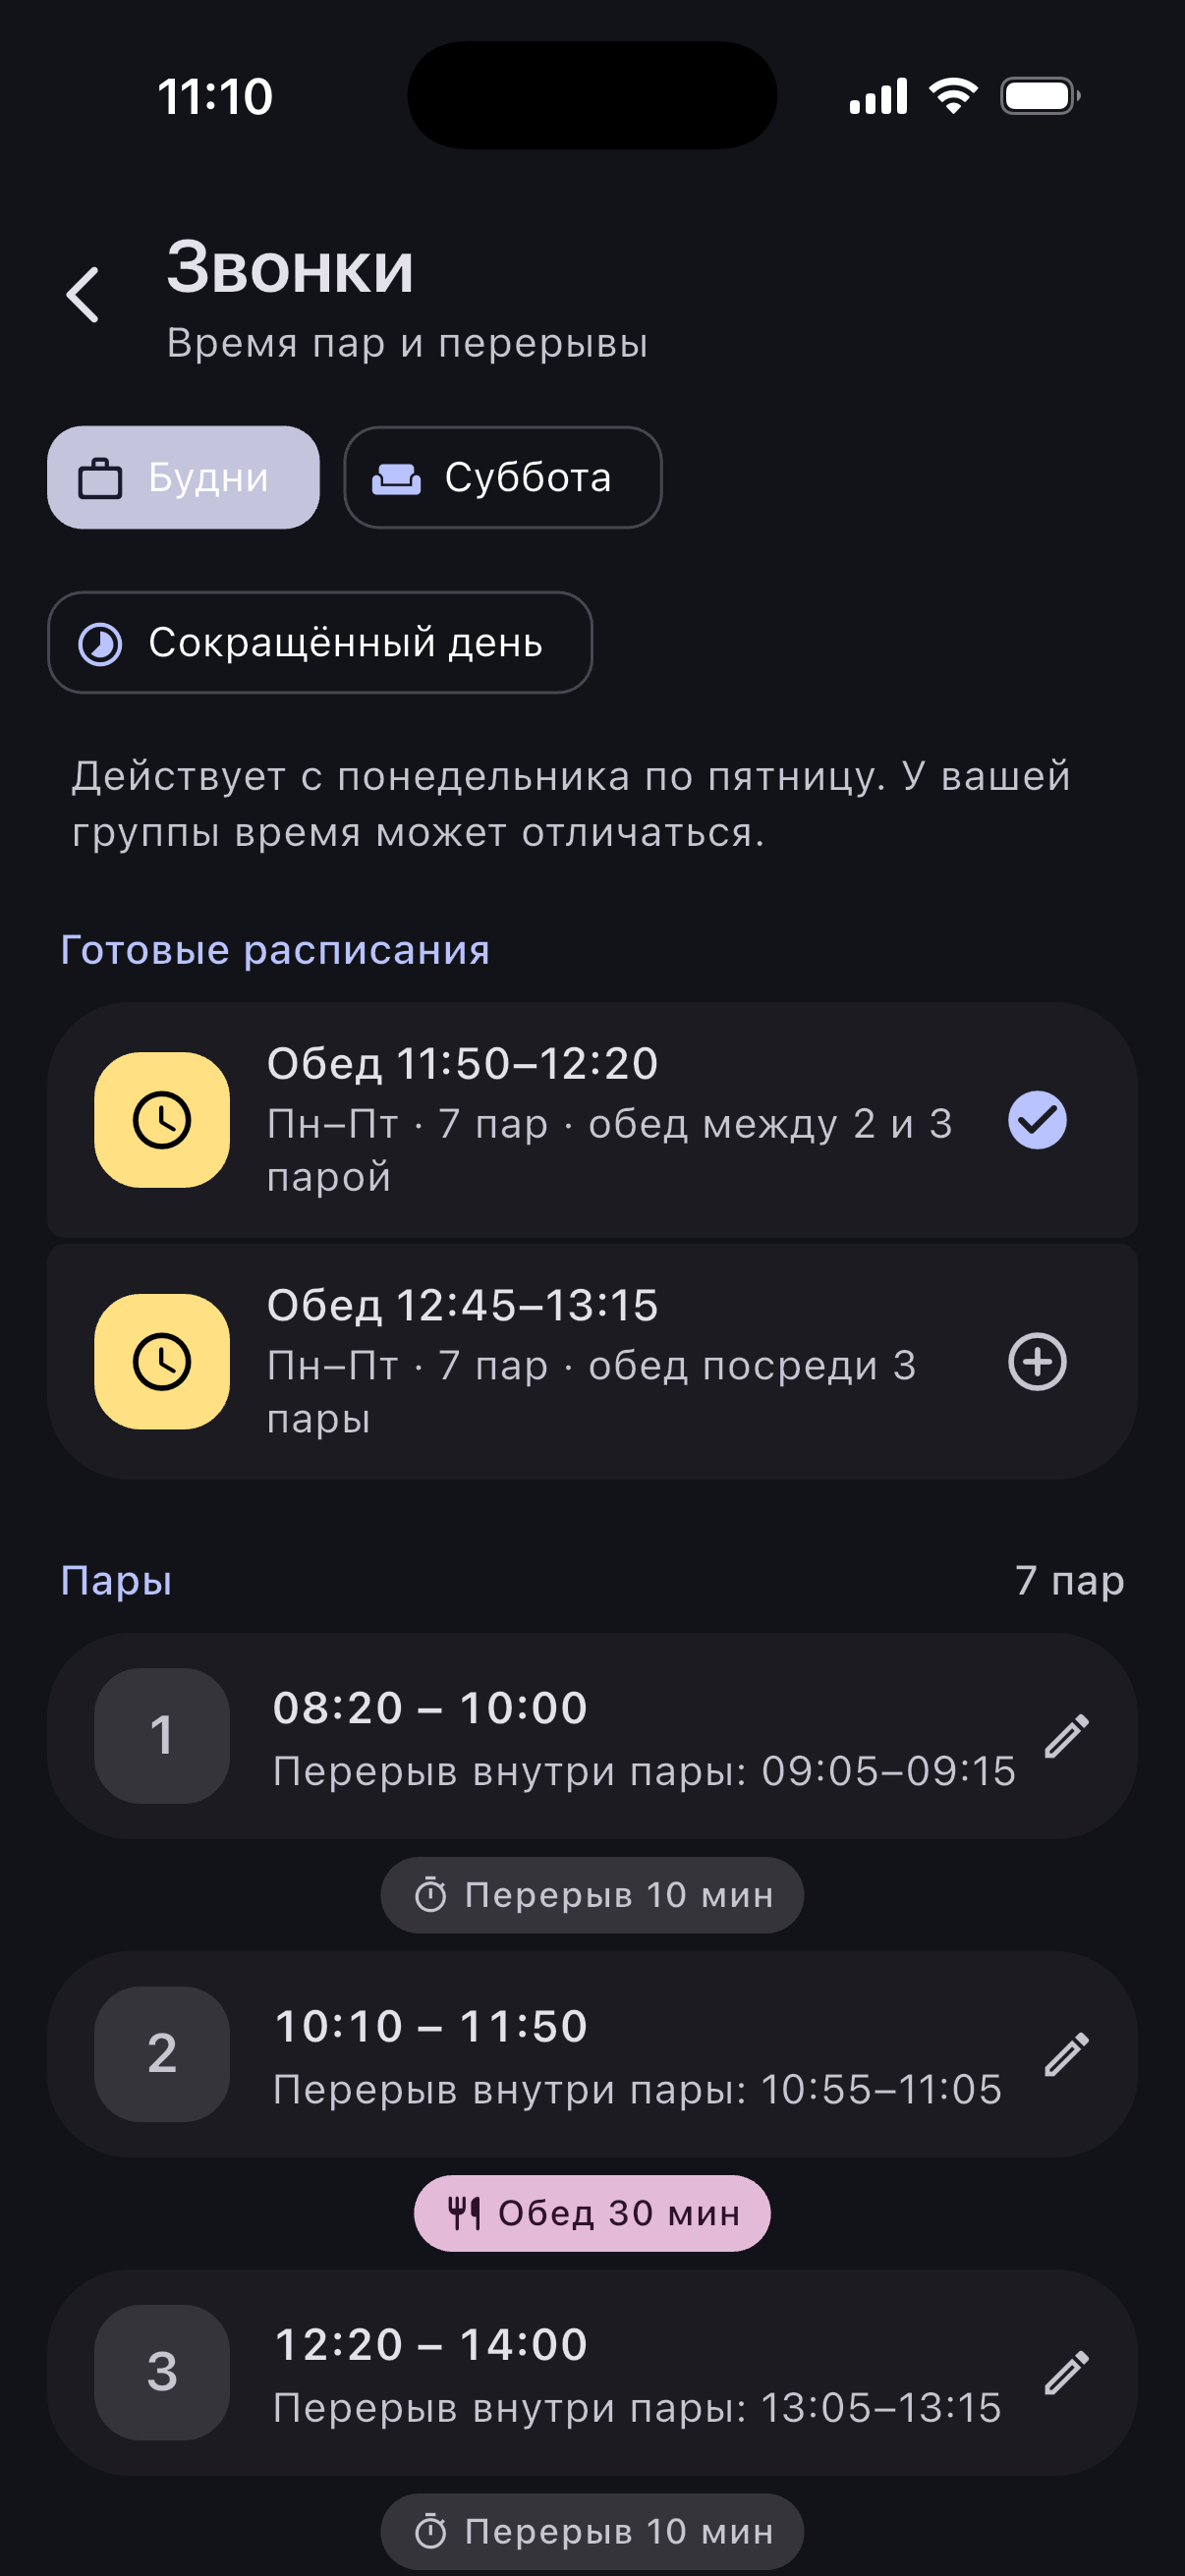 11:10
Звонки
Время пар и перерывы
Будни
Суббота
Сокращённый день
Действует с понедельника по пятницу. У вашей
группы время может отличаться.
Готовые расписания
Обед 11:50–12:20
Пн–Пт · 7 пар · обед между 2 и 3
парой
Обед 12:45–13:15
Пн–Пт · 7 пар · обед посреди 3
пары
Пары
7 пар
1
08:20 – 10:00
Перерыв внутри пары: 09:05–09:15
Перерыв 10 мин
2
10:10 – 11:50
Перерыв внутри пары: 10:55–11:05
Обед 30 мин
3
12:20 – 14:00
Перерыв внутри пары: 13:05–13:15
Перерыв 10 мин